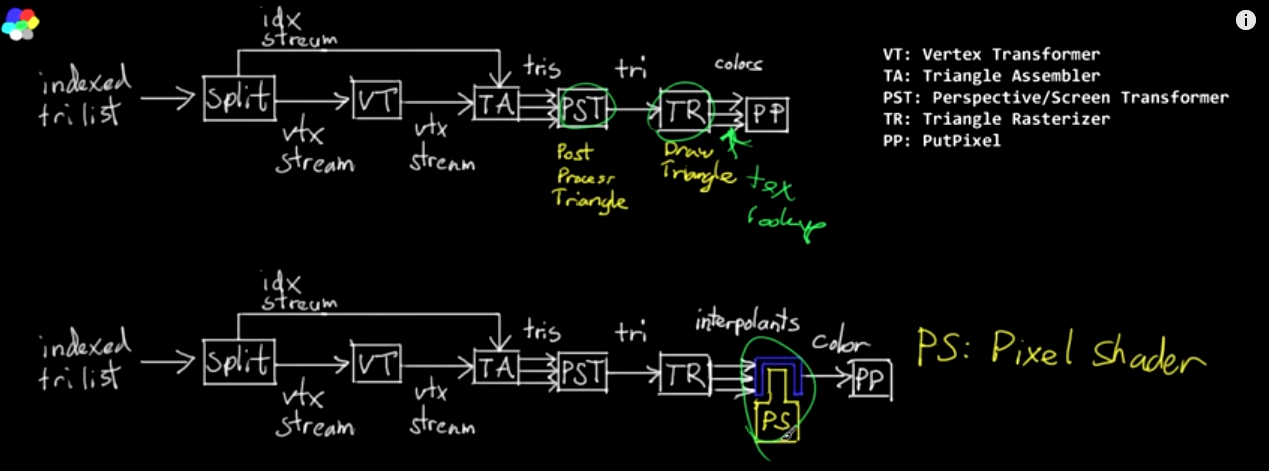 idx
stream
indexed
tri list
Split
vtx
stream
VT
vtx
stream
TA
tris
PST
tri
TR
colors
PP
Post
Process
Triangle
Draw
Triangle
tex
lookup
VT: Vertex Transformer
TA: Triangle Assembler
PST: Perspective/Screen Transformer
TR: Triangle Rasterizer
PP: PutPixel
idx
stream
indexed
tri list
Split
vtx
stream
VT
vtx
stream
TA
tris
PST
tri
TR
interpolants
PS
color
PP
PS: Pixel Shader
i